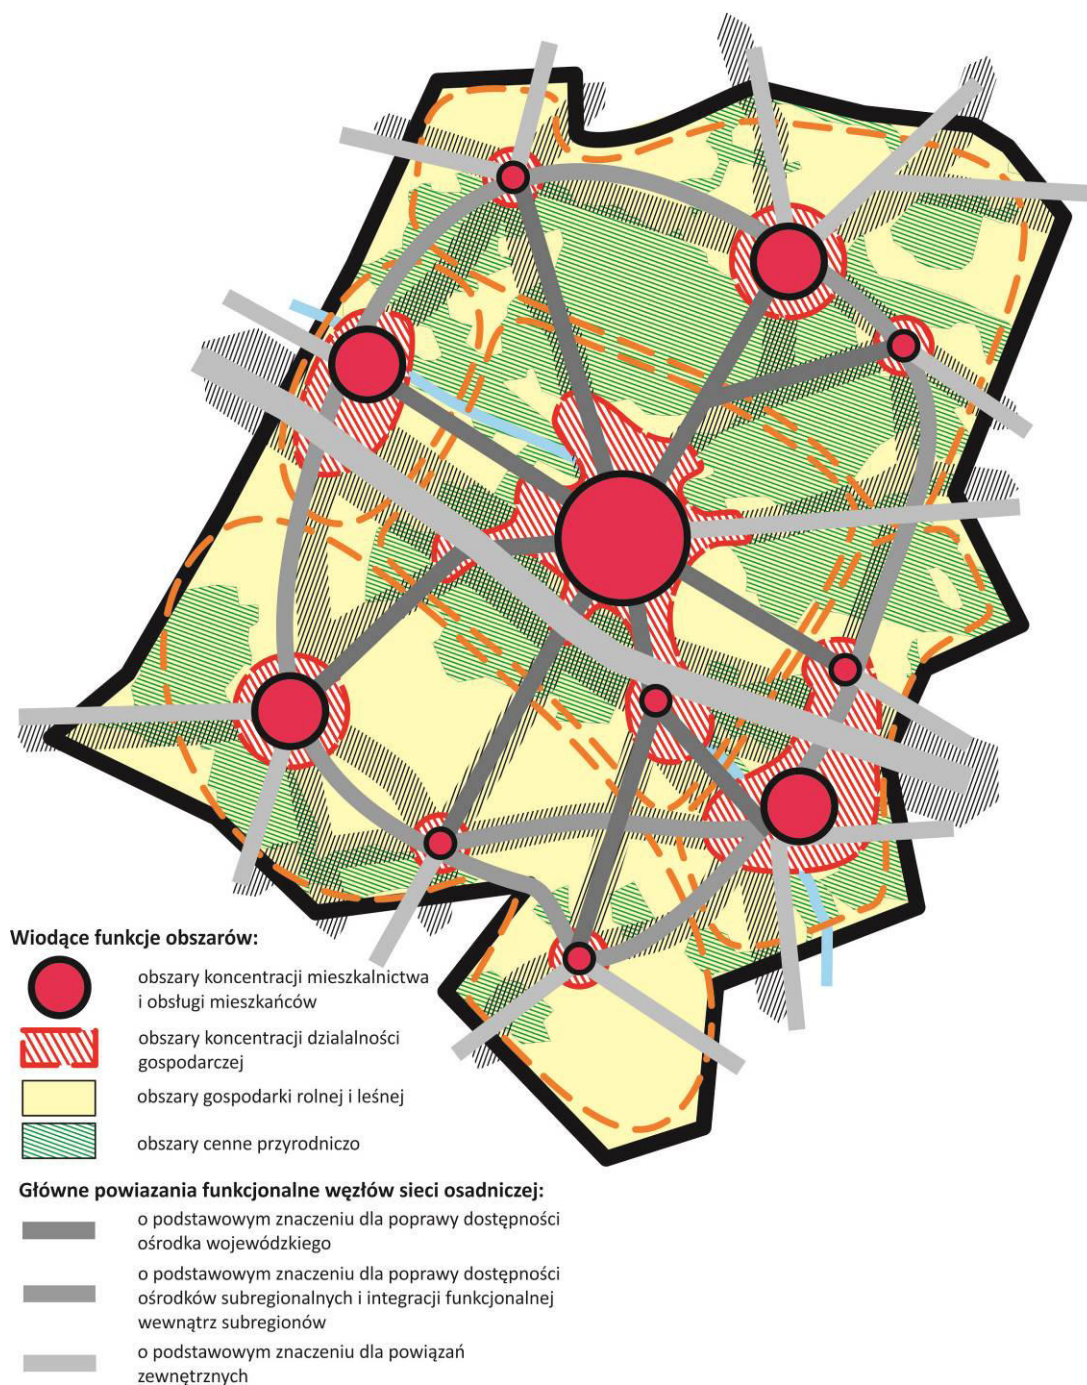 Wiodące funkcje obszarów:
obszary koncentracji mieszkalnictwa
i obsługi mieszkańców
obszary koncentracji dzialalności
gospodarczej
obszary gospodarki rolnej i leśnej
obszary cenne przyrodniczo
Główne powiazania funkcjonalne węzłów sieci osadniczej:
o podstawowym znaczeniu dla poprawy dostępności
ośrodka wojewódzkiego
o podstawowym znaczeniu dla poprawy dostępności
ośrodków subregionalnych i integracji funkcjonalnej
wewnątrz subregionów
o podstawowym znaczeniu dla powiązań
zewnętrznych